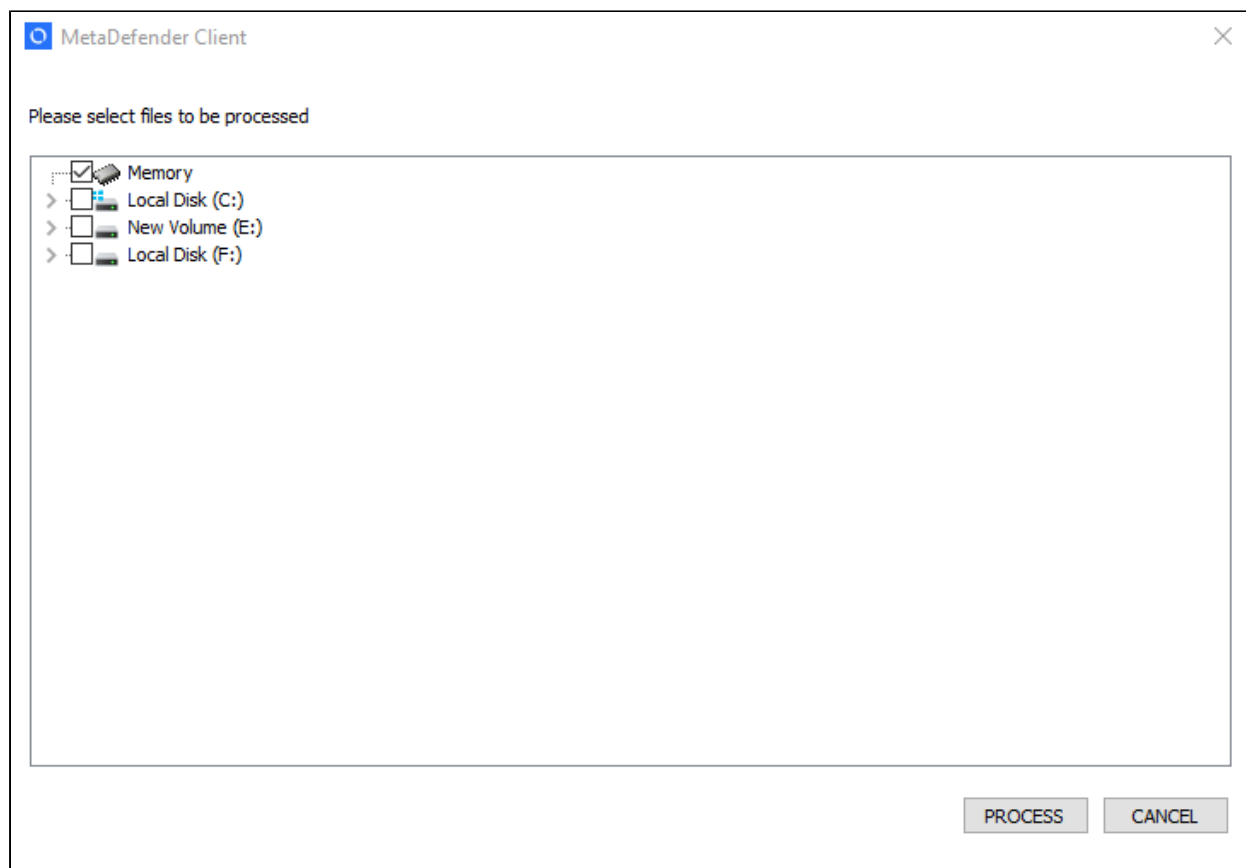 MetaDefender Client
Please select files to be processed
Memory
Local Disk (C:)
New Volume (E:)
Local Disk (F:)
PROCESS CANCEL